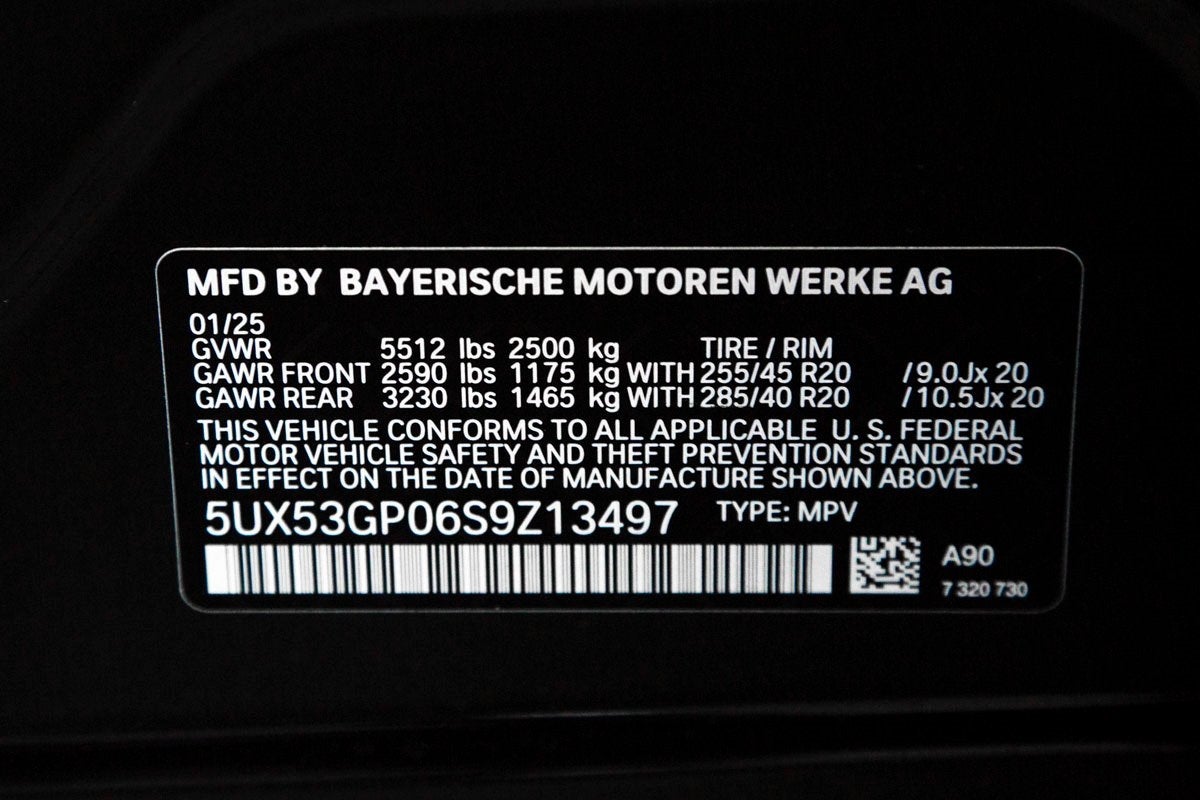 MFD BY BAYERISCHE MOTOREN WERKE AG
01/25
GVWR 5512 lbs 2500 kg TIRE / RIM
GAWR FRONT 2590 lbs 1175 kg WITH 255/45 R20 /9.0Jx 20
GAWR REAR 3230 lbs 1465 kg WITH 285/40 R20 /10.5Jx 20
THIS VEHICLE CONFORMS TO ALL APPLICABLE U. S. FEDERAL
MOTOR VEHICLE SAFETY AND THEFT PREVENTION STANDARDS
IN EFFECT ON THE DATE OF MANUFACTURE SHOWN ABOVE.
5UX53GP06S9Z13497 TYPE: MPV
A90
7 320 730